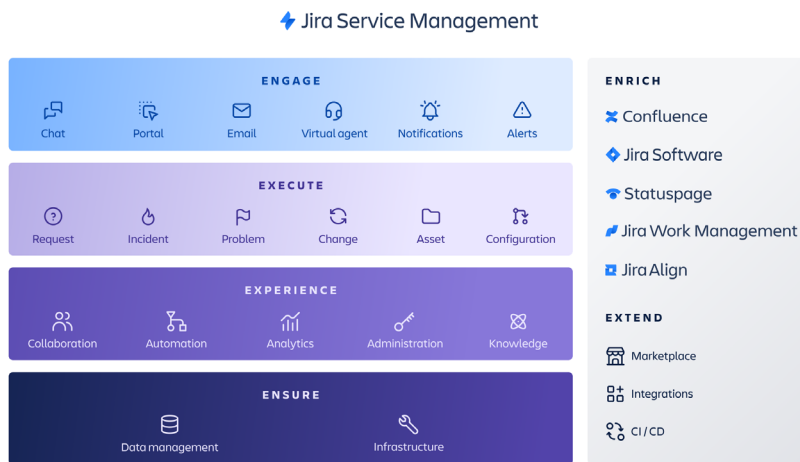 Jira Service Management
ENGAGE
Chat
Portal
Email
Virtual agent
Notifications
Alerts
EXECUTE
Request
Incident
Problem
Change
Asset
Configuration
EXPERIENCE
Collaboration
Automation
Analytics
Administration
Knowledge
ENSURE
Data management
Infrastructure
ENRICH
Confluence
Jira Software
Statuspage
Jira Work Management
Jira Align
EXTEND
Marketplace
Integrations
CI/CD